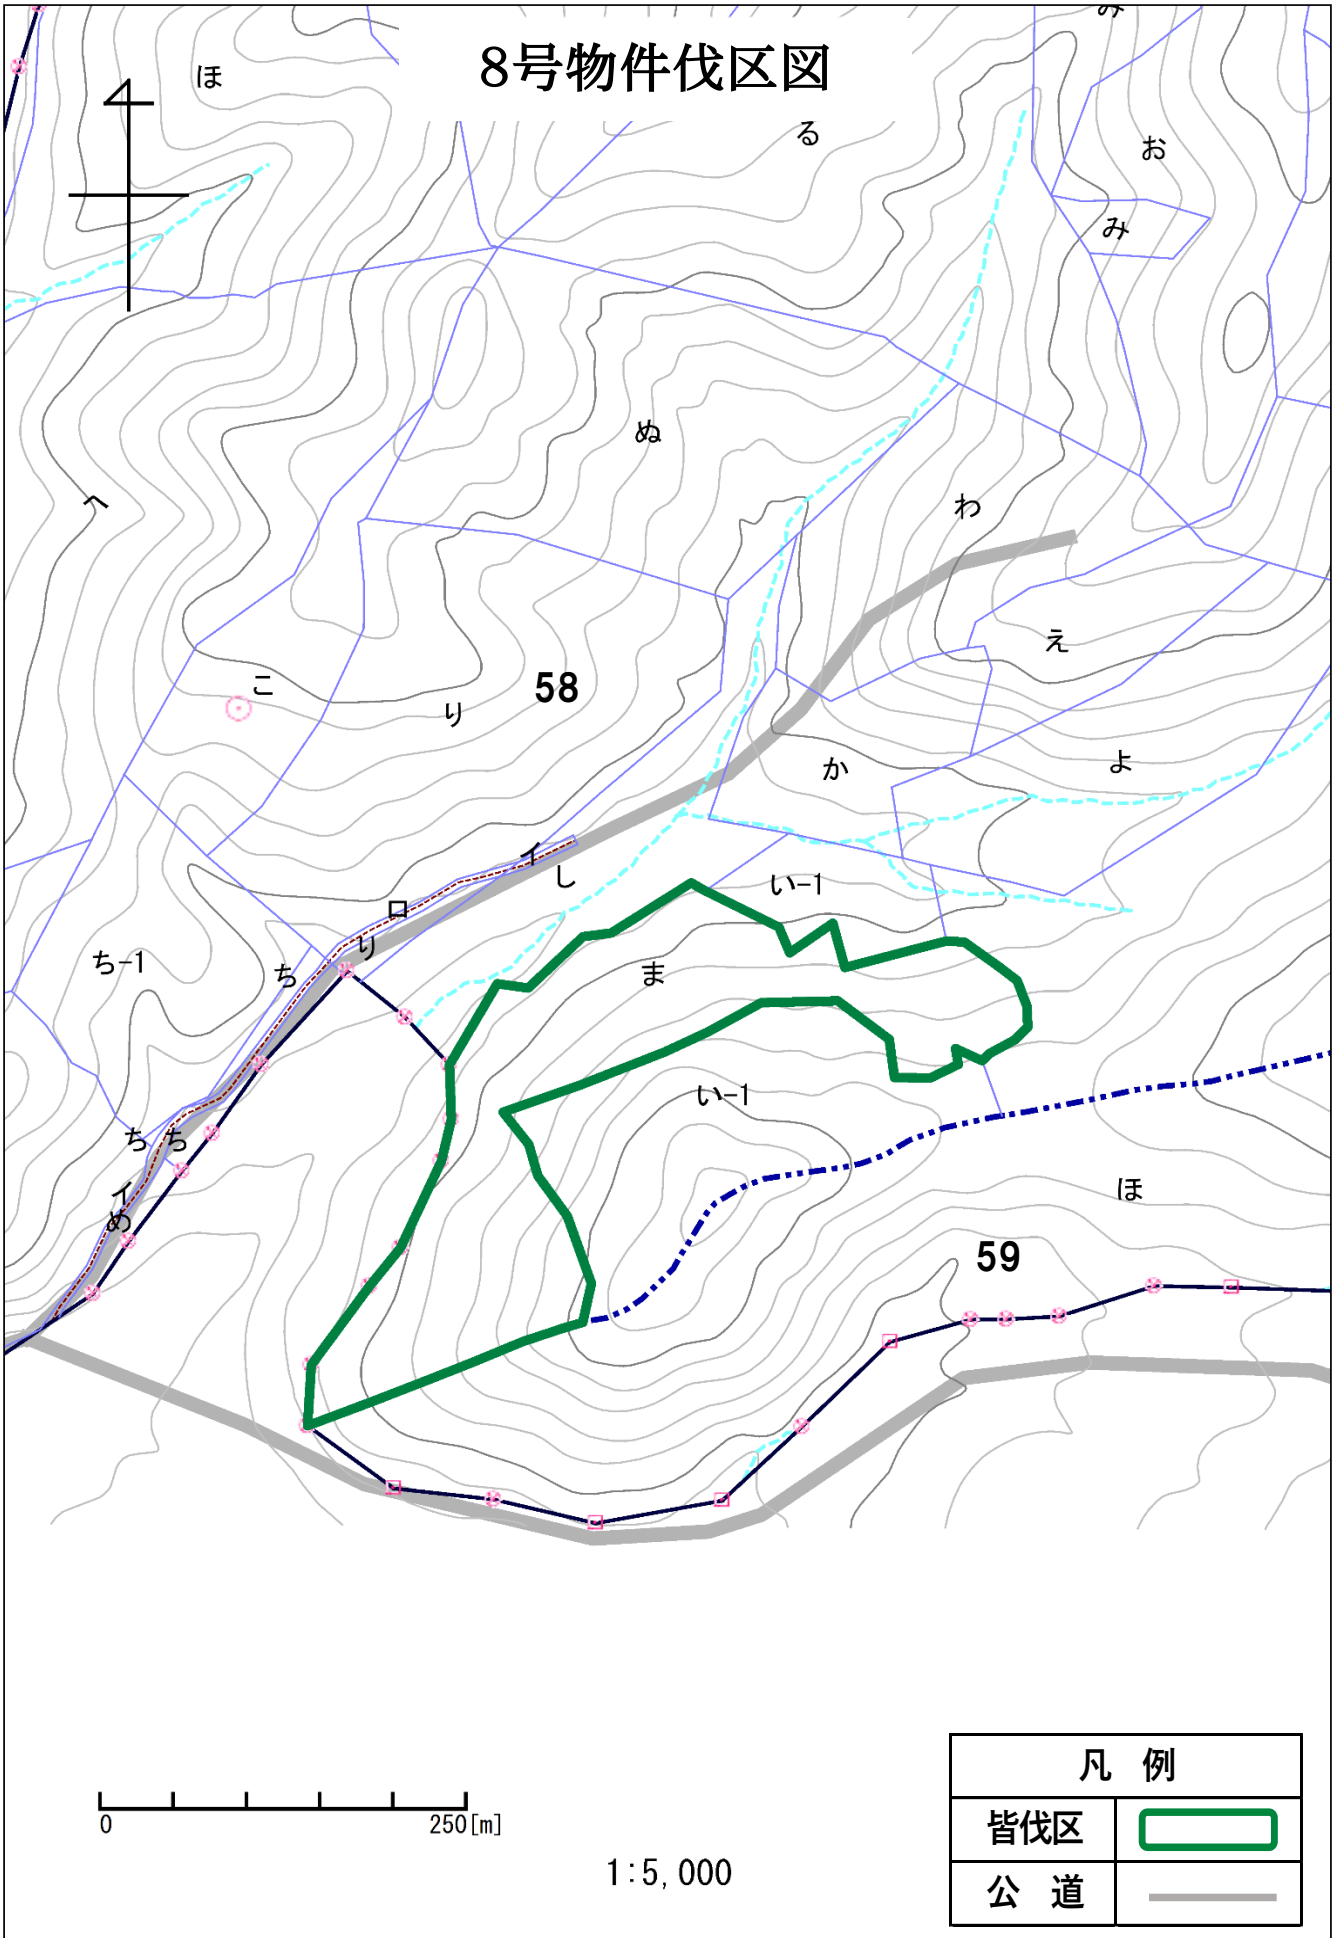 8号物件伐区図
み
ほ
る
お
み
ぬ
へ
わ
え
こ
り
58
か
よ
イ
し
い-1
ロ
り
ち-1
ち
ま
い-1
ち
ち
イ
め
ほ
59
凡 例
皆伐区
公 道
0
250[m]
1:5,000